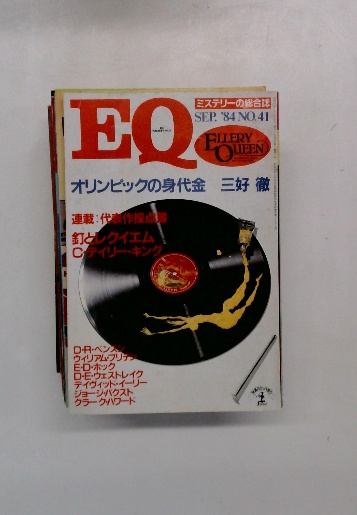 EQ
ミステリーの総合誌
SEP. '84 NO.41
ELLERY
QUEEN
オリンピックの身代金 三好 徹
連載:代表作採点簿
釘とレクイエム
C・デイリー・キング
D・R・ベンスン
ウィリアム・ブリテン
E・D・ホック
D・E・ウェストレイク
デイヴィッド・イーリー
ジョージ・バクスト
クラーク・ハワード